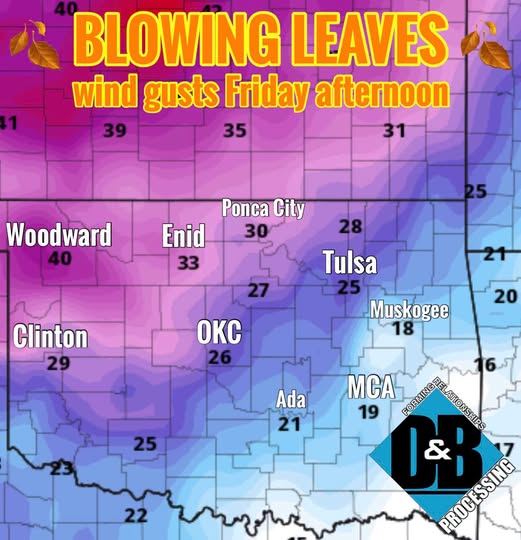 40
BLOWING LEAVES
wind gusts Friday afternoon
41
39
35
31
25
Ponca City
30
28
Woodward
40
Enid
33
Tulsa
25
21
27
20
Muskogee
18
OKC
26
Clinton
29
16
MCA
19
Ada
21
FORMING RELATIONSHIPS
D&B
PROCESSING
17
25
23
22